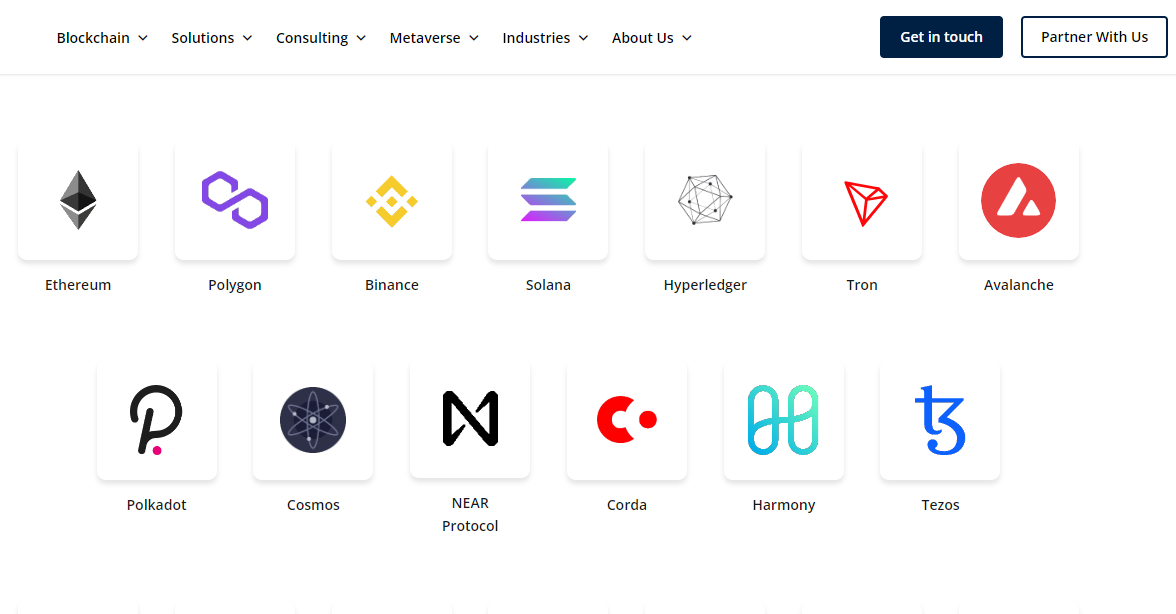 Blockchain Solutions Consulting Metaverse Industries About Us Get in touch Partner With Us
Ethereum Polygon Binance Solana Hyperledger Tron Avalanche
Polkadot Cosmos NEAR Protocol Corda Harmony Tezos